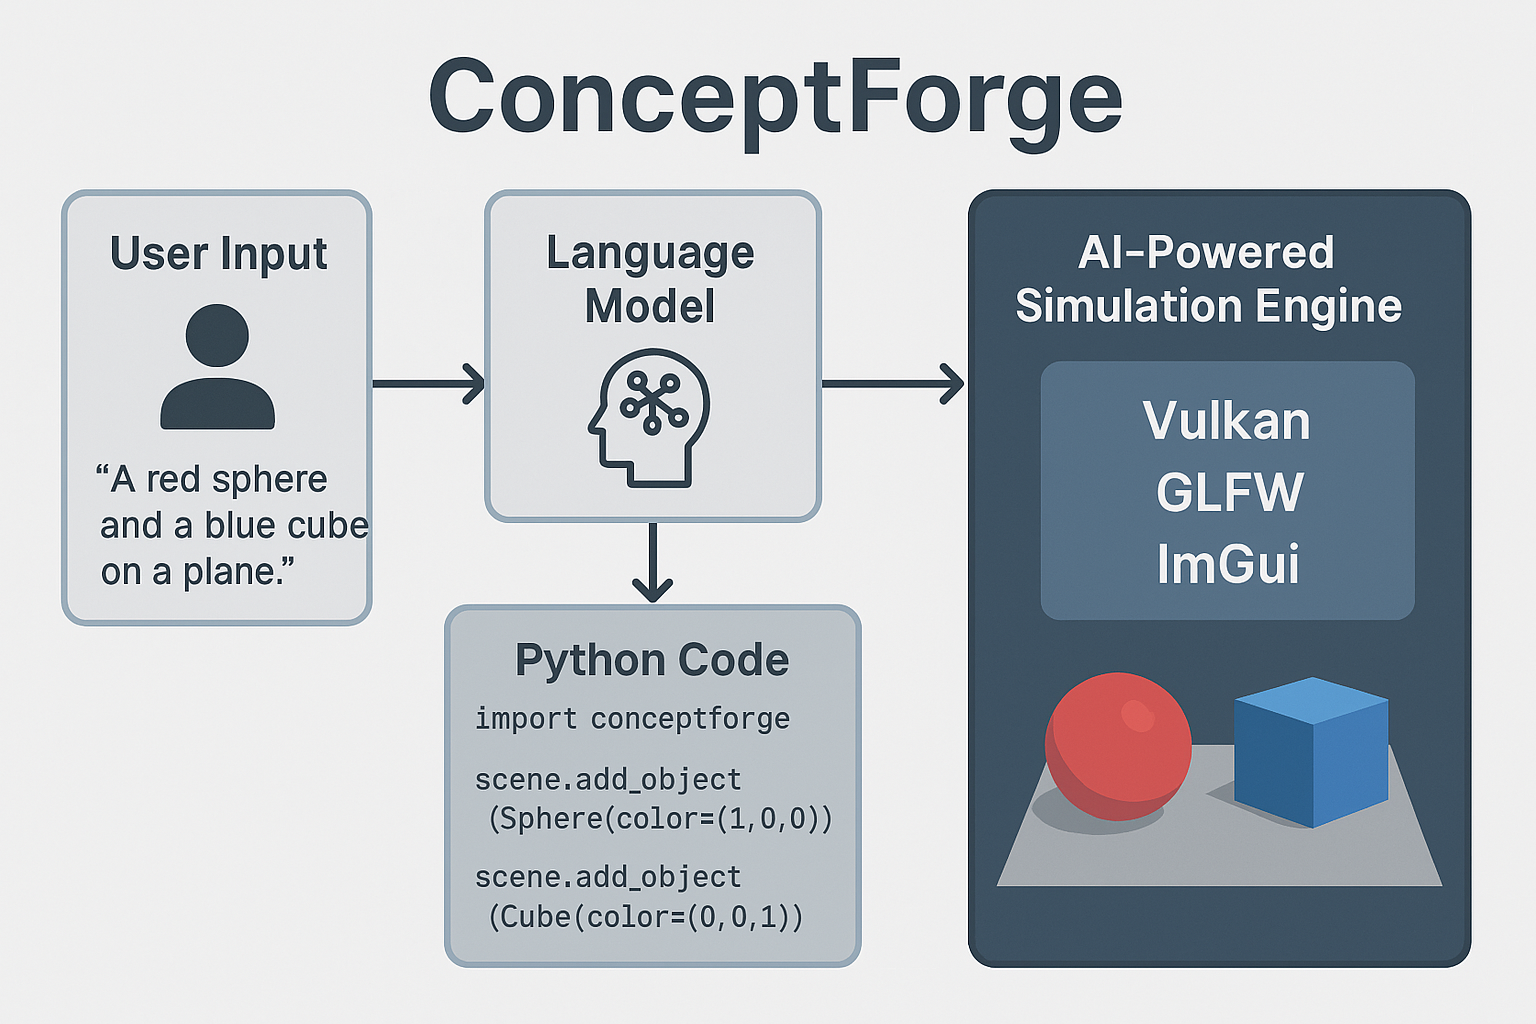 ConceptForge
User Input
“A red sphere
and a blue cube
on a plane.”
Language
Model
Python Code
import conceptforge
scene.add_object
(Sphere(color=(1,0,0))
scene.add_object
(Cube(color=(0,0,1))
AI-Powered
Simulation Engine
Vulkan
GLFW
ImGui